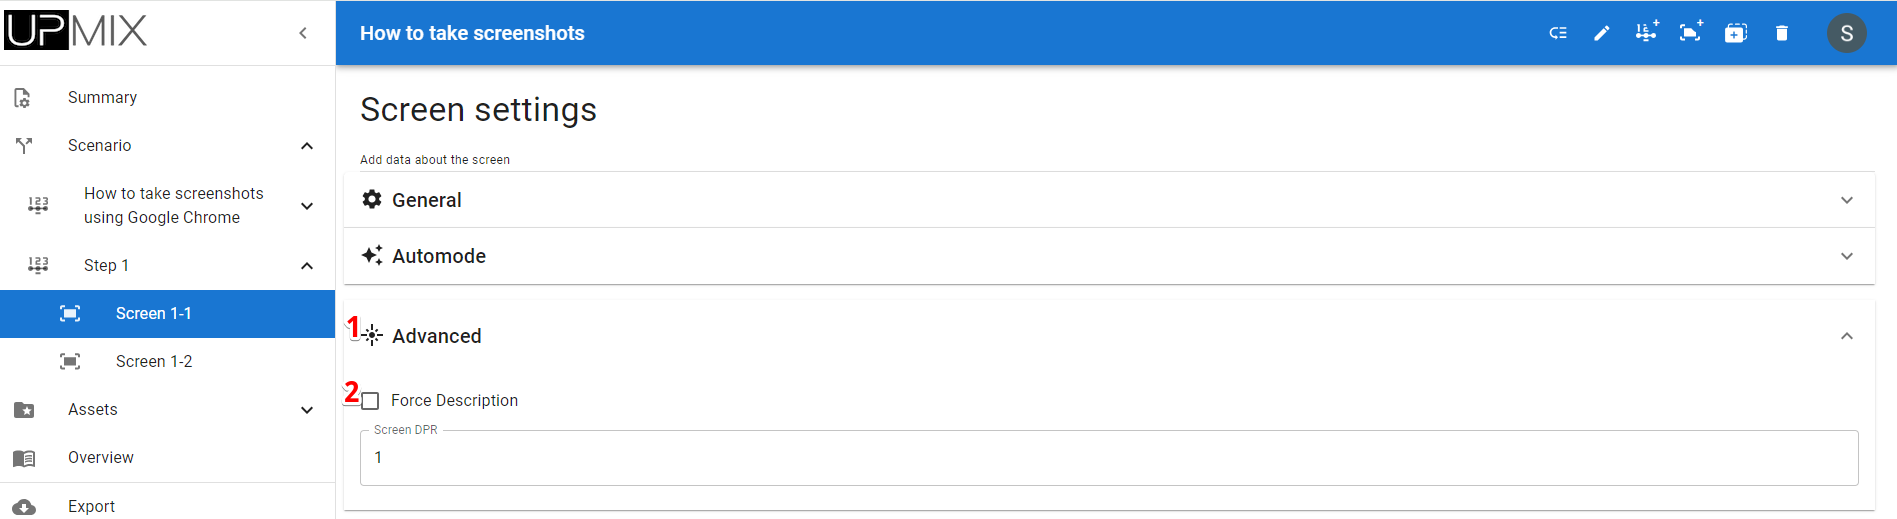 UPMIX
How to take screenshots
S
Summary
Scenario
How to take screenshots
using Google Chrome
Step 1
Screen 1-1
Screen 1-2
Assets
Overview
Export
Screen settings
Add data about the screen
General
Automode
1
Advanced
2
Force Description
Screen DPR
1